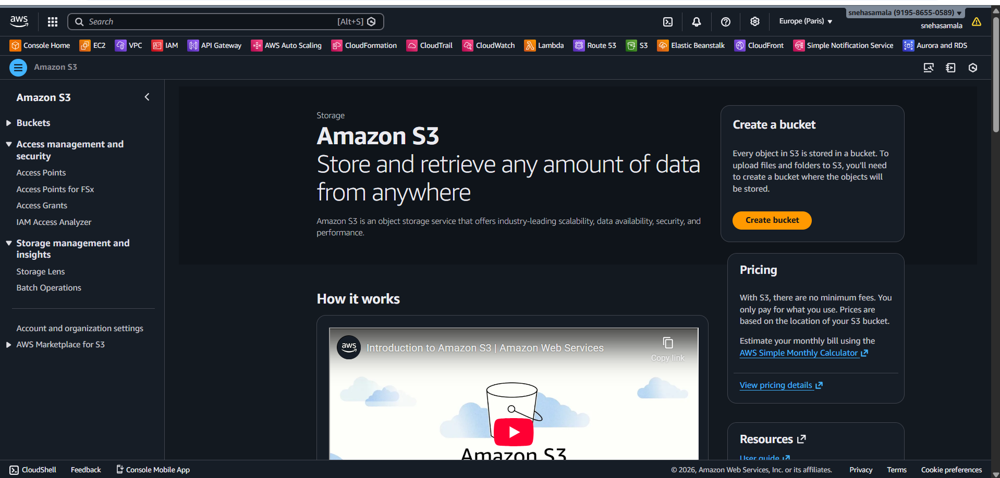 aws
Search
[Alt+S]
Europe (Paris)
snehasamala (9195-8655-0589)
snehasamala
Console Home
EC2
VPC
IAM
API Gateway
AWS Auto Scaling
CloudFormation
CloudTrail
CloudWatch
Lambda
Route 53
S3
Elastic Beanstalk
CloudFront
Simple Notification Service
Aurora and RDS
Amazon S3
Amazon S3
Buckets
Access management and
security
Access Points
Access Points for FSx
Access Grants
IAM Access Analyzer
Storage management and
insights
Storage Lens
Batch Operations
Account and organization settings
AWS Marketplace for S3
Storage
Amazon S3
Store and retrieve any amount of data
from anywhere
Amazon S3 is an object storage service that offers industry-leading scalability, data availability, security, and
performance.
How it works
aws
Introduction to Amazon S3 | Amazon Web Services
Copy link
Amazon S3
Create a bucket
Every object in S3 is stored in a bucket. To
upload files and folders to S3, you'll need
to create a bucket where the objects will
be stored.
Create bucket
Pricing
With S3, there are no minimum fees. You
only pay for what you use. Prices are
based on the location of your S3 bucket.
Estimate your monthly bill using the
AWS Simple Monthly Calculator
View pricing details
Resources
User guide
CloudShell
Feedback
Console Mobile App
© 2026, Amazon Web Services, Inc. or its affiliates.
Privacy
Terms
Cookie preferences